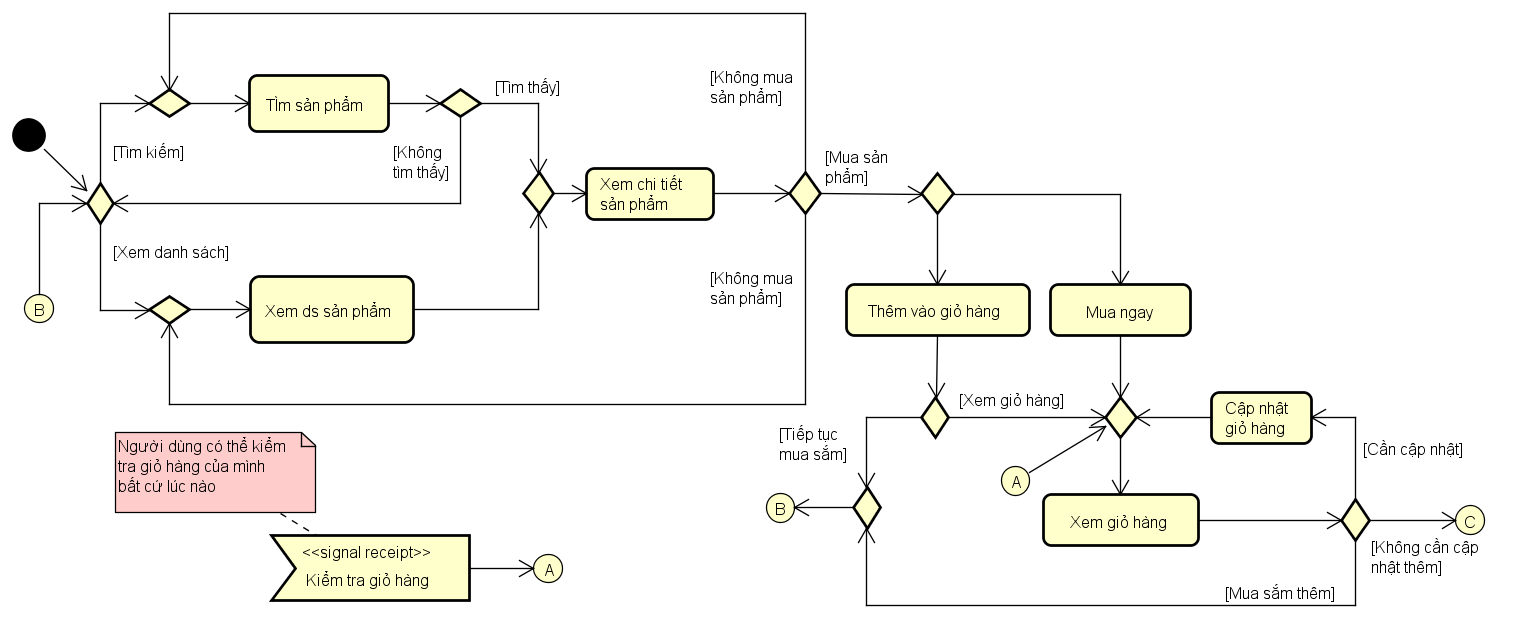 [Không mua
sản phẩm]
[Tìm thấy]
TÌm sản phẩm
[Tìm kiếm]
[Không
tìm thấy]
[Mua sản
phẩm]
Xem chi tiết
sản phẩm
[Xem danh sách]
[Không mua
sản phẩm]
B
Xem ds sản phẩm
Thêm vào giỏ hàng
Mua ngay
[Xem giỏ hàng]
Cập nhật
giỏ hàng
[Tiếp tục
mua sắm]
[Cần cập nhật]
Người dùng có thể kiểm
tra giỏ hàng của mình
bất cứ lúc nào
A
B
Xem giỏ hàng
C
[Không cần cập
nhật thêm]
<<signal receipt>>
Kiểm tra giỏ hàng
A
[Mua sắm thêm]